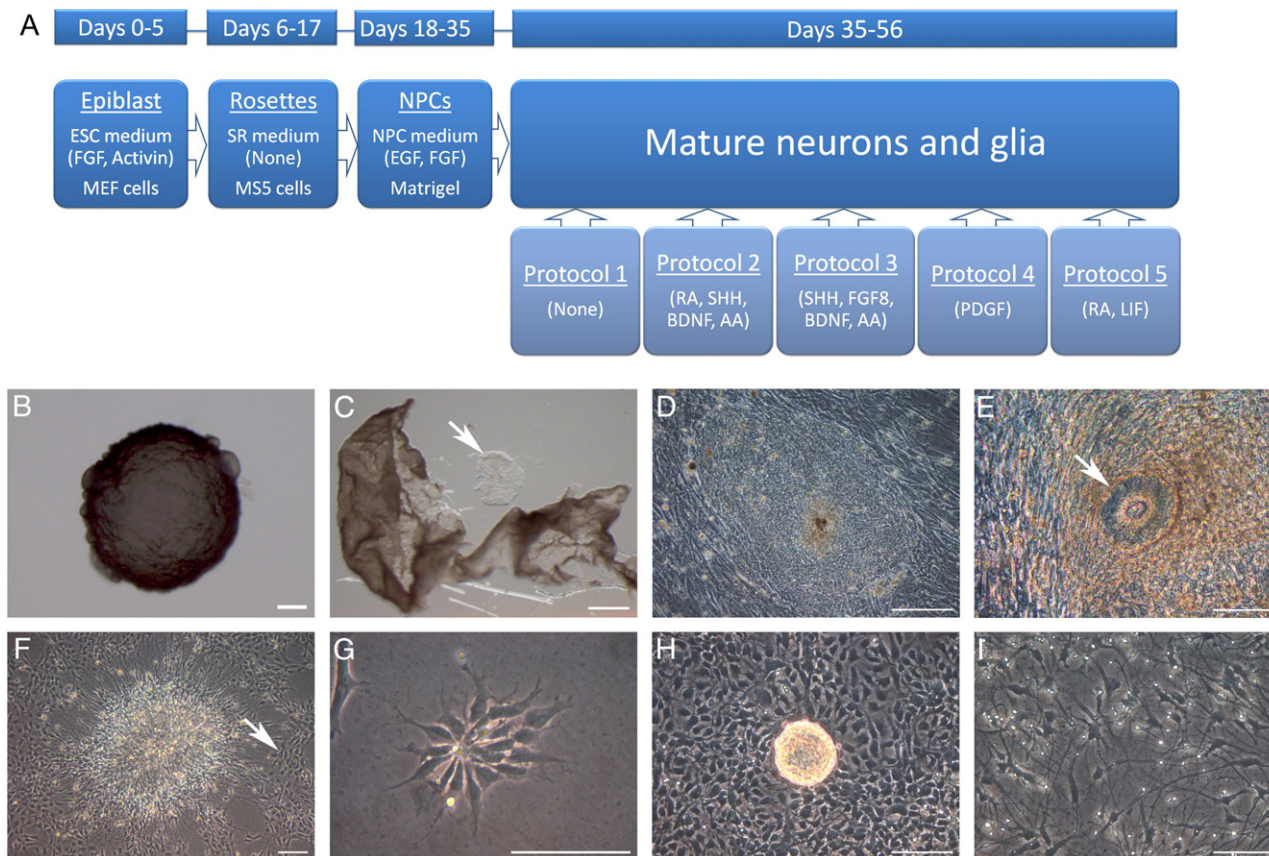 A
Days 0-5
Days 6-17
Days 18-35
Days 35-56
Epiblast
ESC medium
(FGF, Activin)
MEF cells
Rosettes
SR medium
(None)
MS5 cells
NPCs
NPC medium
(EGF, FGF)
Matrigel
Mature neurons and glia
Protocol 1
(None)
Protocol 2
(RA, SHH,
BDNF, AA)
Protocol 3
(SHH, FGF8,
BDNF, AA)
Protocol 4
(PDGF)
Protocol 5
(RA, LIF)
B
C
D
E
F
G
H
I